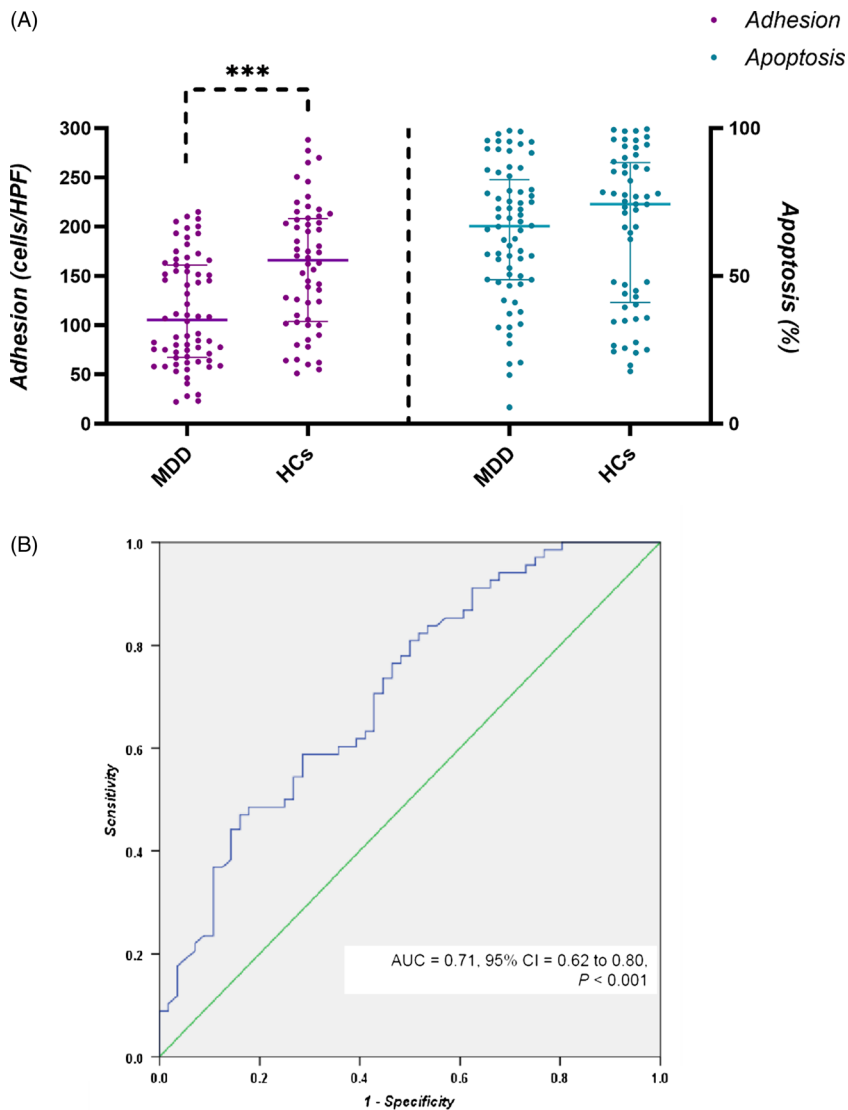 (A)
Adhesion
Apoptosis
***
300
250
200
150
100
50
0
Adhesion (cells/HPF)
100
50
0
Apoptosis (%)
MDD
HCs
MDD
HCs
(B)
1.0
0.8
0.6
0.4
0.2
0.0
Sensitivity
AUC = 0.71, 95% CI = 0.62 to 0.80,
P < 0.001
0.0
0.2
0.4
0.6
0.8
1.0
1 - Specificity